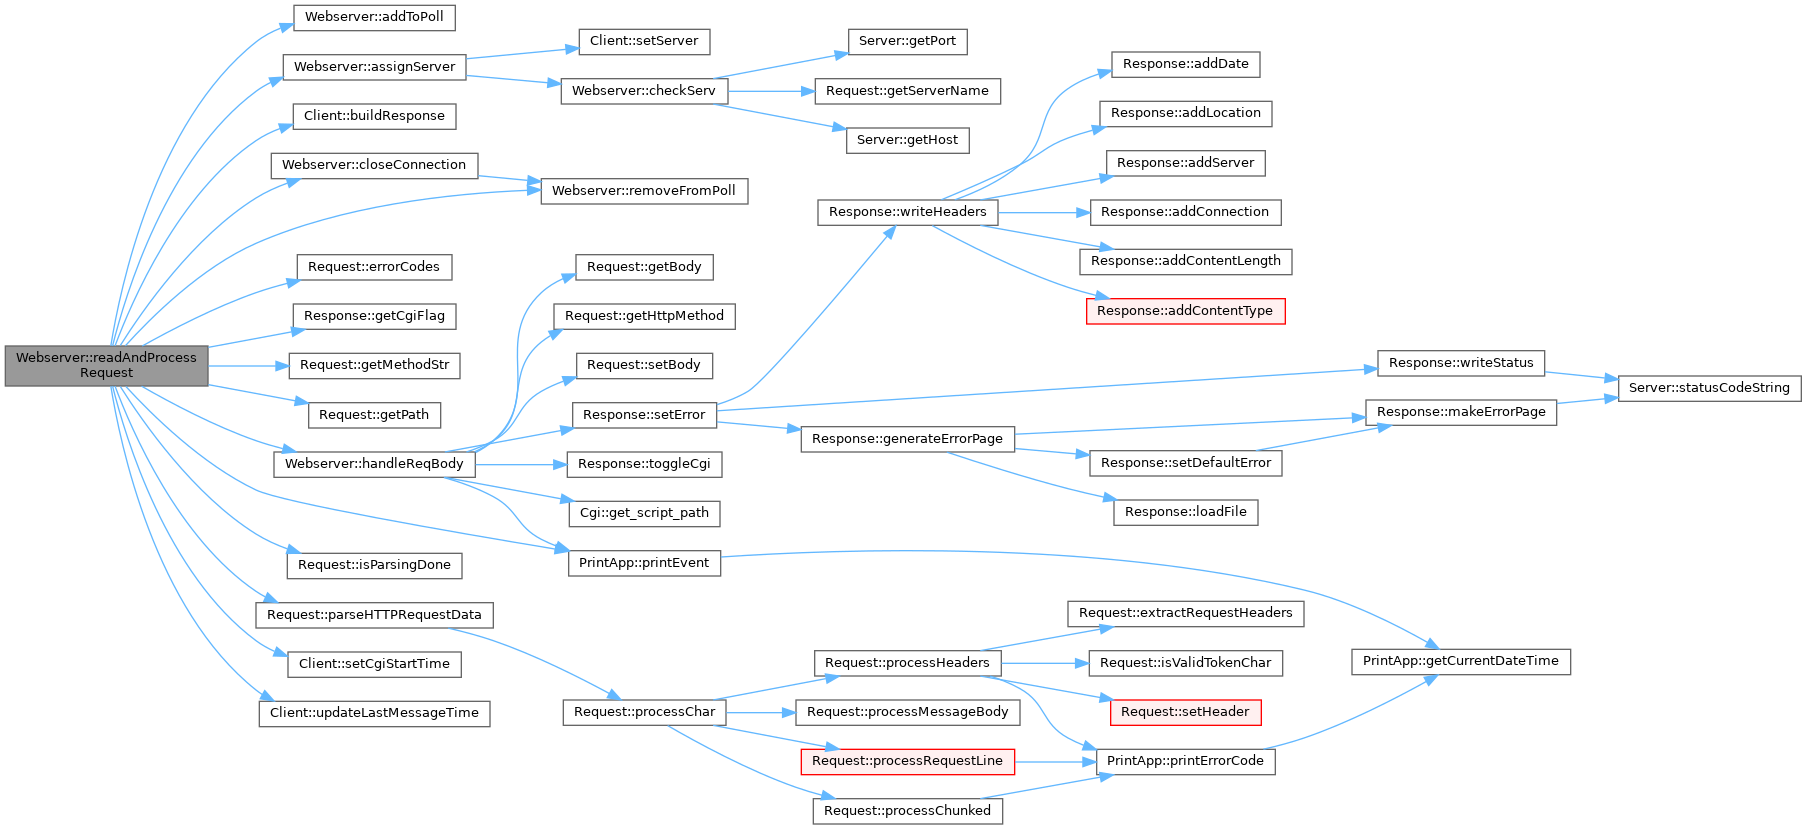 Webserver::readAndProcess
Request
Webserver::addToPoll
Webserver::assignServer
Client::buildResponse
Webserver::closeConnection
Request::errorCodes
Response::getCgiFlag
Request::getMethodStr
Request::getPath
Webserver::handleReqBody
Request::isParsingDone
Request::parseHTTPRequestData
Client::setCgiStartTime
Client::updateLastMessageTime
Client::setServer
Webserver::checkServ
Webserver::removeFromPoll
Request::getBody
Request::getHttpMethod
Request::setBody
Response::setError
Response::toggleCgi
Cgi::get_script_path
PrintApp::printEvent
Request::processChar
Server::getPort
Request::getServerName
Server::getHost
Response::writeHeaders
Response::generateErrorPage
Request::processHeaders
Request::processMessageBody
Request::processRequestLine
Request::processChunked
Response::addDate
Response::addLocation
Response::addServer
Response::addConnection
Response::addContentLength
Response::addContentType
Response::setDefaultError
Response::loadFile
Request::extractRequestHeaders
Request::isValidTokenChar
Request::setHeader
PrintApp::printErrorCode
Response::writeStatus
Response::makeErrorPage
PrintApp::getCurrentDateTime
Server::statusCodeString